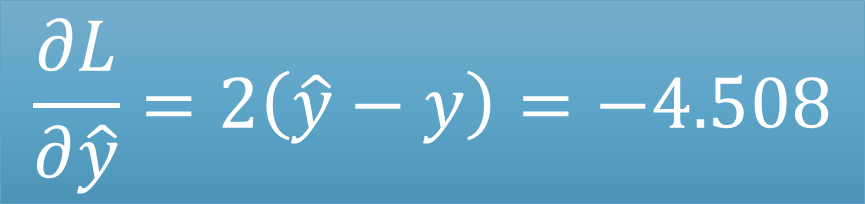 ∂L/∂ŷ = 2(ŷ − y) = −4.508